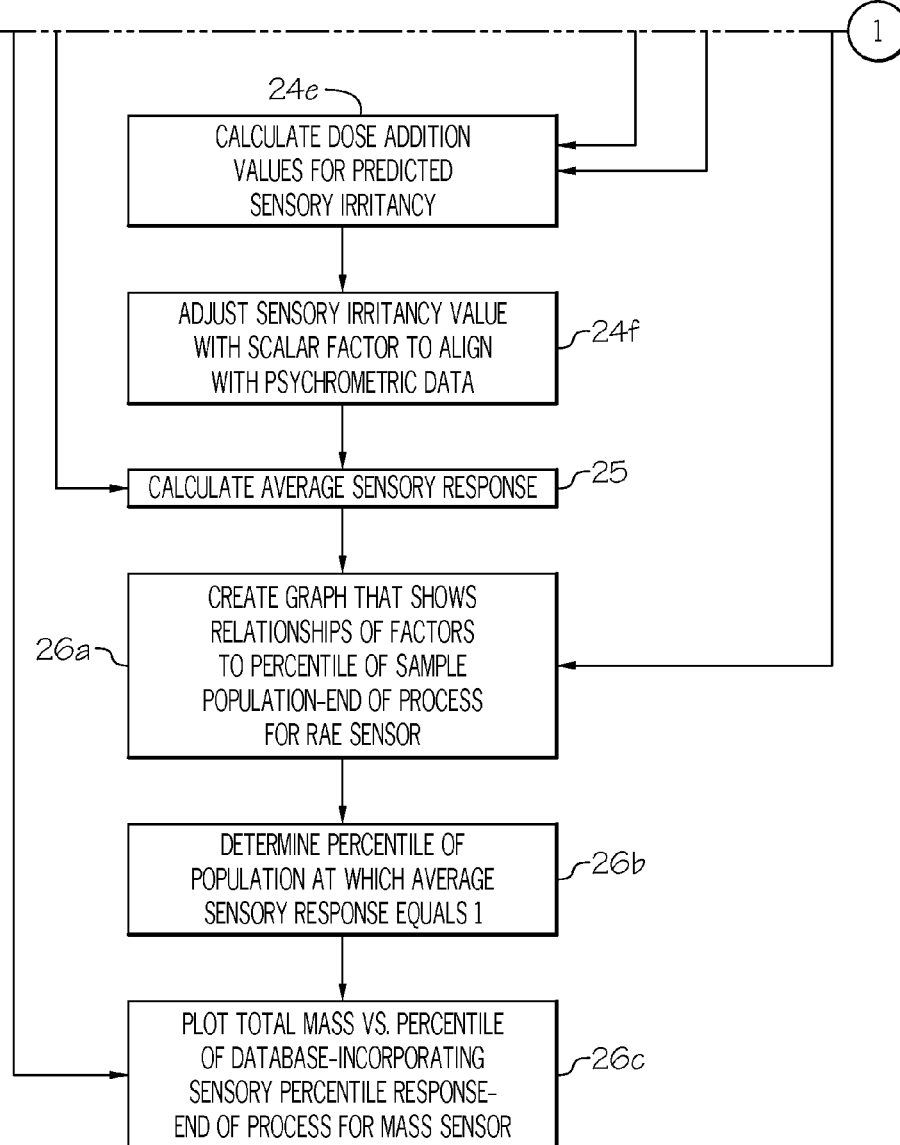 1
24e
CALCULATE DOSE ADDITION
VALUES FOR PREDICTED
SENSORY IRRITANCY
ADJUST SENSORY IRRITANCY VALUE
WITH SCALAR FACTOR TO ALIGN
WITH PSYCHROMETRIC DATA
24f
CALCULATE AVERAGE SENSORY RESPONSE
25
CREATE GRAPH THAT SHOWS
RELATIONSHIPS OF FACTORS
TO PERCENTILE OF SAMPLE
POPULATION-END OF PROCESS
FOR RAE SENSOR
26a
DETERMINE PERCENTILE OF
POPULATION AT WHICH AVERAGE
SENSORY RESPONSE EQUALS 1
26b
PLOT TOTAL MASS VS. PERCENTILE
OF DATABASE-INCORPORATING
SENSORY PERCENTILE RESPONSE-
END OF PROCESS FOR MASS SENSOR
26c